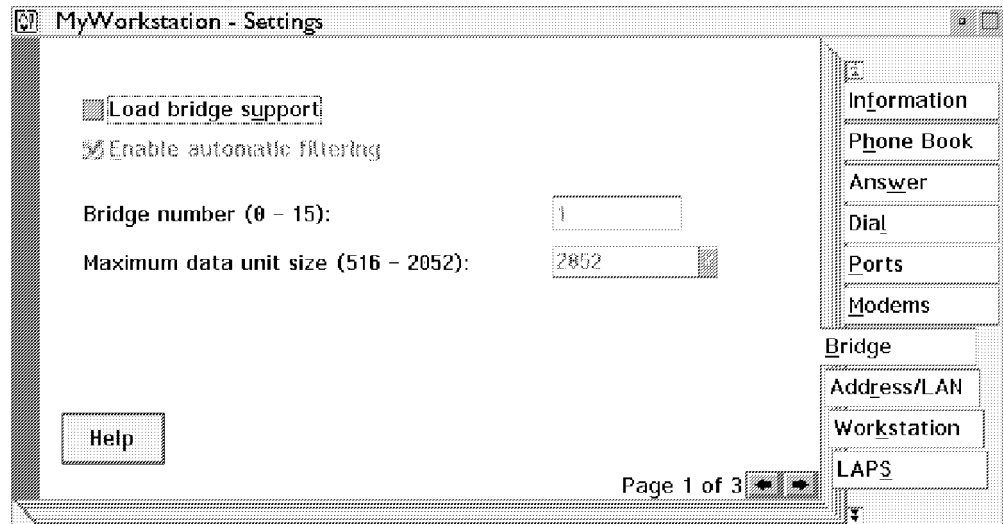 MyWorkstation - Settings
Load bridge support
Enable automatic filtering
Bridge number (0 - 15):
1
Maximum data unit size (516 - 2052):
2052
Help
Page 1 of 3
Information
Phone Book
Answer
Dial
Ports
Modems
Bridge
Address/LAN
Workstation
LAPS